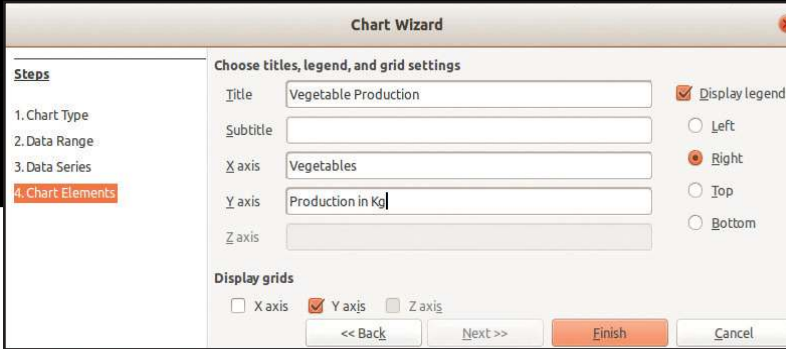 Chart Wizard
Steps
1. Chart Type
2. Data Range
3. Data Series
4. Chart Elements
Choose titles, legend, and grid settings
Title Vegetable Production
Subtitle
X axis Vegetables
Y axis Production in Kg
Z axis
Display legend
Left
Right
Top
Bottom
Display grids
X axis Y axis Z axis
<< Back Next >> Finish Cancel